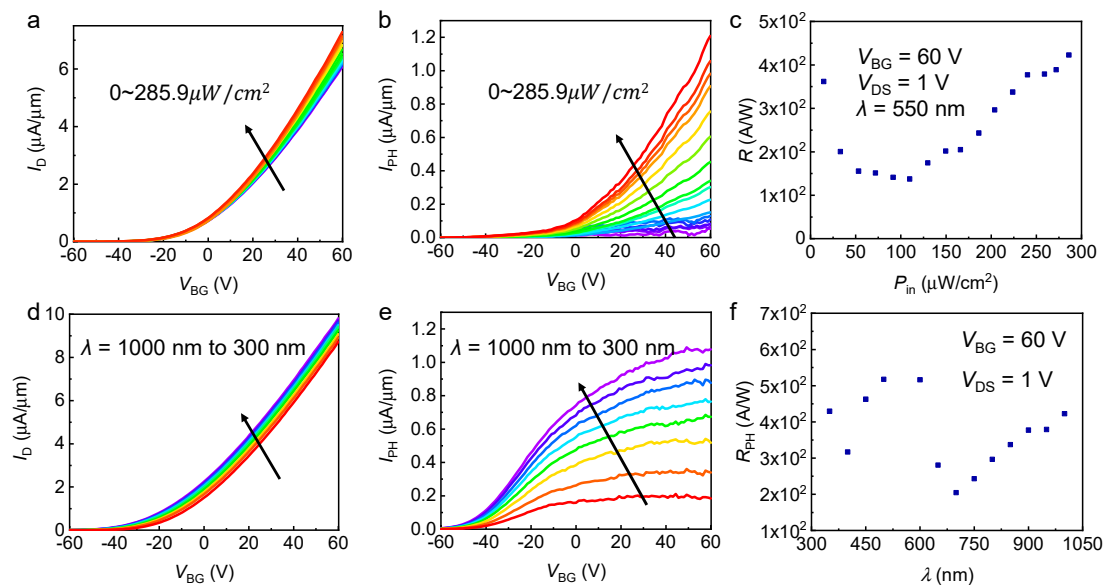 a
I_D (μA/μm)
6
4
2
0
0~285.9μW/cm²
-60 -40 -20 0 20 40 60
V_BG (V)
b
I_PH (μA/μm)
1.2
1.0
0.8
0.6
0.4
0.2
0.0
0~285.9μW/cm²
-60 -40 -20 0 20 40 60
V_BG (V)
c
R (A/W)
5x10²
4x10²
3x10²
2x10²
1x10²
0
V_BG = 60 V
V_DS = 1 V
λ = 550 nm
0 50 100 150 200 250 300
P_in (μW/cm²)
d
I_D (μA/μm)
10
8
6
4
2
0
λ = 1000 nm to 300 nm
-60 -40 -20 0 20 40 60
V_BG (V)
e
I_PH (μA/μm)
1.2
1.0
0.8
0.6
0.4
0.2
0.0
λ = 1000 nm to 300 nm
-60 -40 -20 0 20 40 60
V_BG (V)
f
R_PH (A/W)
7x10²
6x10²
5x10²
4x10²
3x10²
2x10²
1x10²
V_BG = 60 V
V_DS = 1 V
300 450 600 750 900 1050
λ (nm)